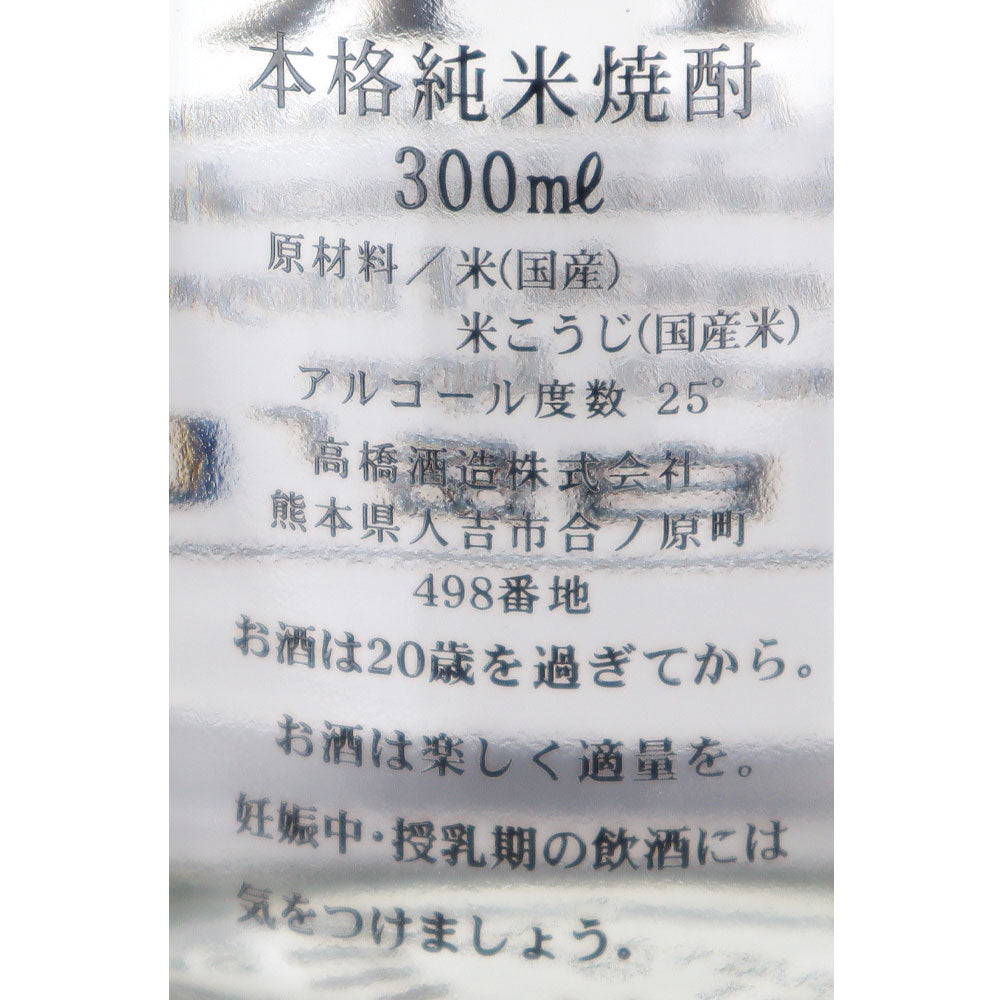 本格純米焼酎
300mℓ
原材料／米(国産)
米こうじ(国産米)
アルコール度数 25°
高橋酒造株式会社
熊本県人吉市合ノ原町
498番地
お酒は20歳を過ぎてから。
お酒は楽しく適量を。
妊娠中・授乳期の飲酒には
気をつけましょう。